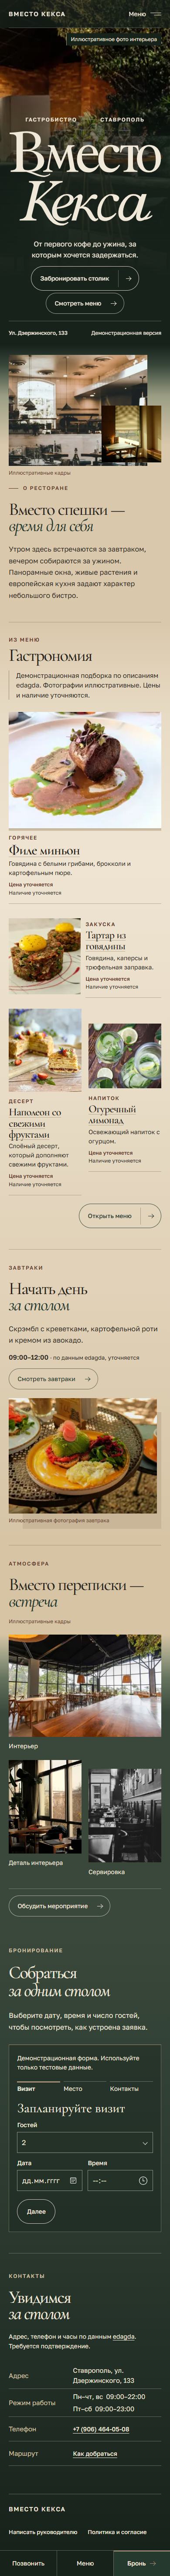 ВМЕСТО КЕКСА
Меню
Иллюстративное фото интерьера
ГАСТРОБИСТРО СТАВРОПОЛЬ
Вместо
Кекса
От первого кофе до ужина, за
которым хочется задержаться.
Забронировать столик →
Смотреть меню →
Ул. Дзержинского, 133
Демонстрационная версия
Иллюстративные кадры
О РЕСТОРАНЕ
Вместо спешки —
время для себя
Утром здесь встречаются за завтраком,
вечером собираются за ужином.
Панорамные окна, живые растения и
европейская кухня задают характер
небольшого бистро.
ИЗ МЕНЮ
Гастрономия
Демонстрационная подборка по описаниям
edagda. Фотографии иллюстративные. Цены
и наличие уточняются.
ГОРЯЧЕЕ
Филе миньон
Говядина с белыми грибами, брокколи и
картофельным пюре.
Цена уточняется
Наличие уточняется
ЗАКУСКА
Тартар из
говядины
Говядина, каперсы и
трюфельная заправка.
Цена уточняется
Наличие уточняется
ДЕСЕРТ
Наполеон со
свежими
фруктами
Слоёный десерт,
который дополняют
свежими фруктами.
Цена уточняется
Наличие уточняется
НАПИТОК
Огуречный
лимонад
Освежающий напиток с
огурцом.
Цена уточняется
Наличие уточняется
Открыть меню →
ЗАВТРАКИ
Начать день
за столом
Скрэмбл с креветками, картофельной роти
и кремом из авокадо.
09:00–12:00 · по данным edagda, уточняется
Смотреть завтраки →
Иллюстративная фотография завтрака
АТМОСФЕРА
Вместо переписки —
встреча
Иллюстративные кадры
Интерьер
Деталь интерьера
Сервировка
Обсудить мероприятие →
БРОНИРОВАНИЕ
Собраться
за одним столом
Выберите дату, время и число гостей,
чтобы посмотреть, как устроена заявка.
Демонстрационная форма. Используйте
только тестовые данные.
Визит Место Контакты
Запланируйте визит
Гостей
2
Дата Время
дд.мм.гггг --:--
Далее
КОНТАКТЫ
Увидимся
за столом
Адрес, телефон и часы по данным edagda.
Требуется подтверждение.
Адрес
Ставрополь, ул.
Дзержинского, 133
Режим работы
Пн–чт, вс 09:00–22:00
Пт–сб 09:00–23:00
Телефон
+7 (906) 464-05-08
Маршрут
Как добраться
ВМЕСТО КЕКСА
Написать руководителю Политика и согласие
Позвонить Меню Бронь →